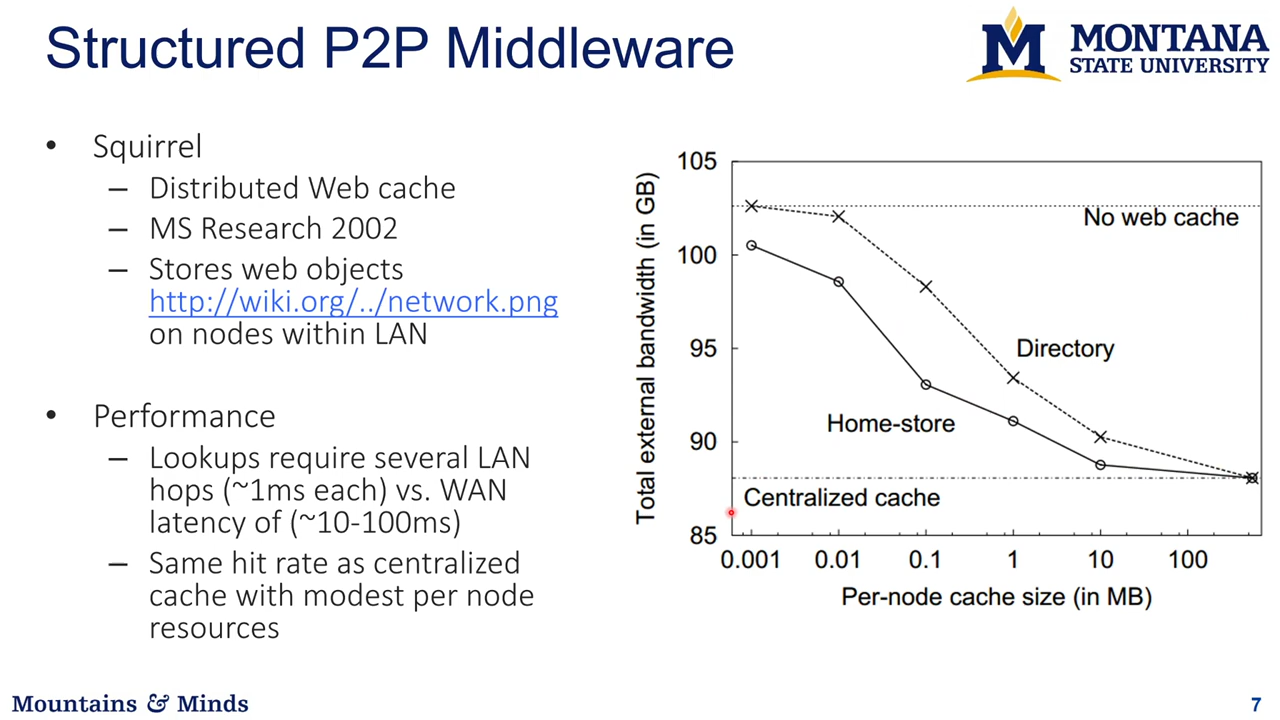 Structured P2P Middleware
MONTANA
STATE UNIVERSITY
• Squirrel
– Distributed Web cache
– MS Research 2002
– Stores web objects
http://wiki.org/../network.png
on nodes within LAN
• Performance
– Lookups require several LAN
hops (~1ms each) vs. WAN
latency of (~10-100ms)
– Same hit rate as centralized
cache with modest per node
resources
Total external bandwidth (in GB)
105
100
95
90
85
No web cache
Directory
Home-store
Centralized cache
0.001 0.01 0.1 1 10 100
Per-node cache size (in MB)
Mountains & Minds
7